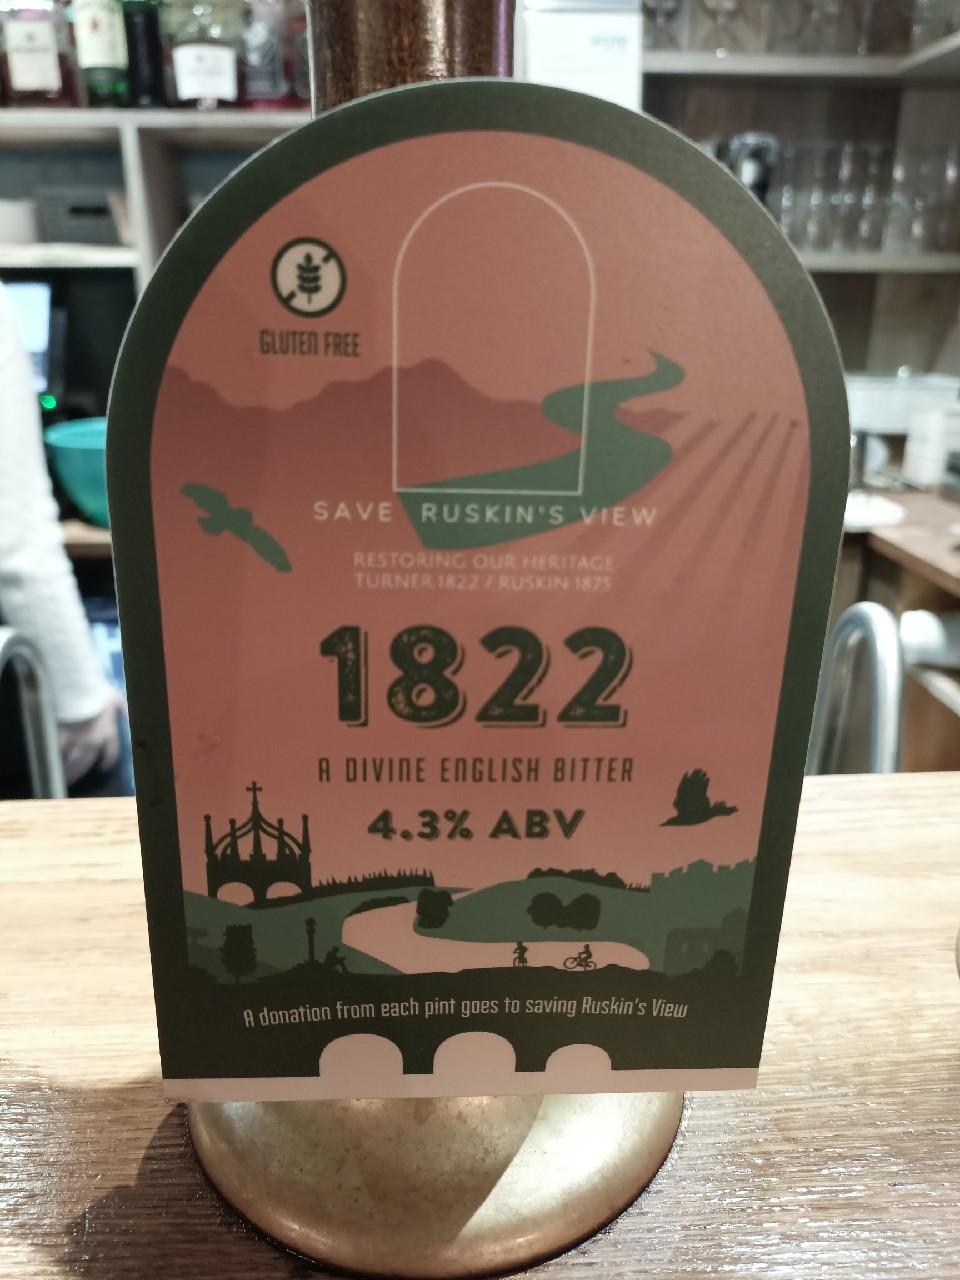 GLUTEN FREE
SAVE RUSKIN'S VIEW
RESTORING OUR HERITAGE
TURNER 1822 / RUSKIN 1875
1822
A DIVINE ENGLISH BITTER
4.3% ABV
A donation from each pint goes to saving Ruskin's View